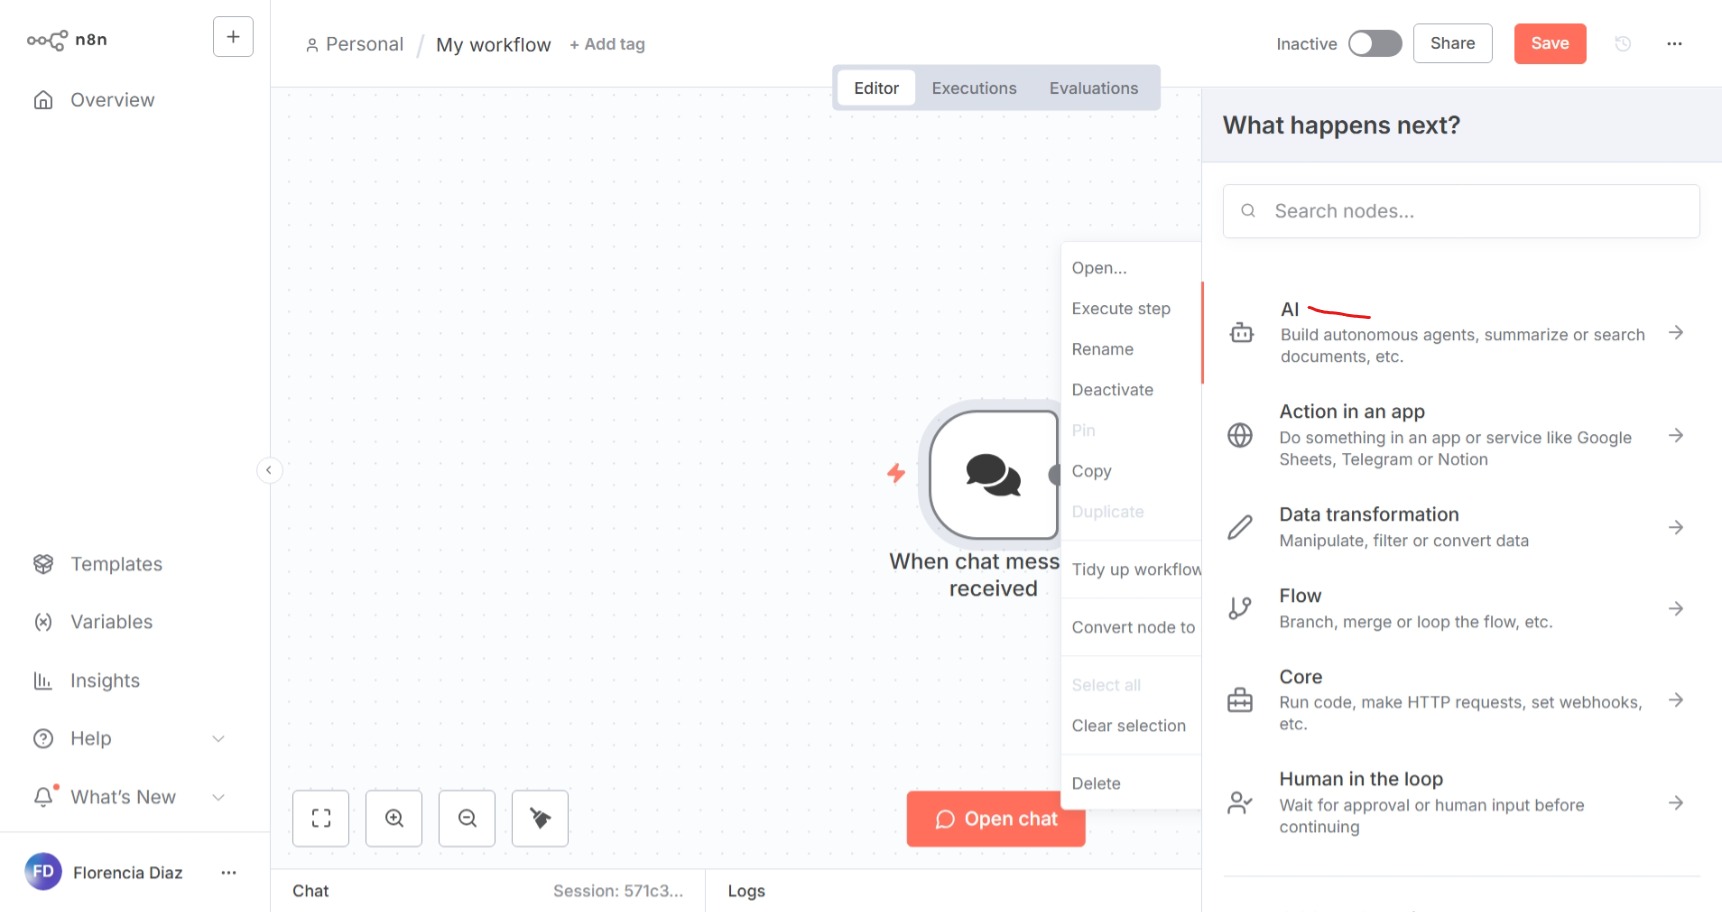 n8n
+
Overview
Personal / My workflow + Add tag
Inactive
Share
Save
Editor
Executions
Evaluations
What happens next?
Search nodes...
AI
Build autonomous agents, summarize or search
documents, etc.
Action in an app
Do something in an app or service like Google
Sheets, Telegram or Notion
Data transformation
Manipulate, filter or convert data
Flow
Branch, merge or loop the flow, etc.
Core
Run code, make HTTP requests, set webhooks,
etc.
Human in the loop
Wait for approval or human input before
continuing
Open...
Execute step
Rename
Deactivate
Pin
Copy
Duplicate
Tidy up workflow
Convert node to
Select all
Clear selection
Delete
When chat mess
received
Open chat
Templates
Variables
Insights
Help
What's New
FD
Florencia Diaz
Chat
Session: 571c3...
Logs